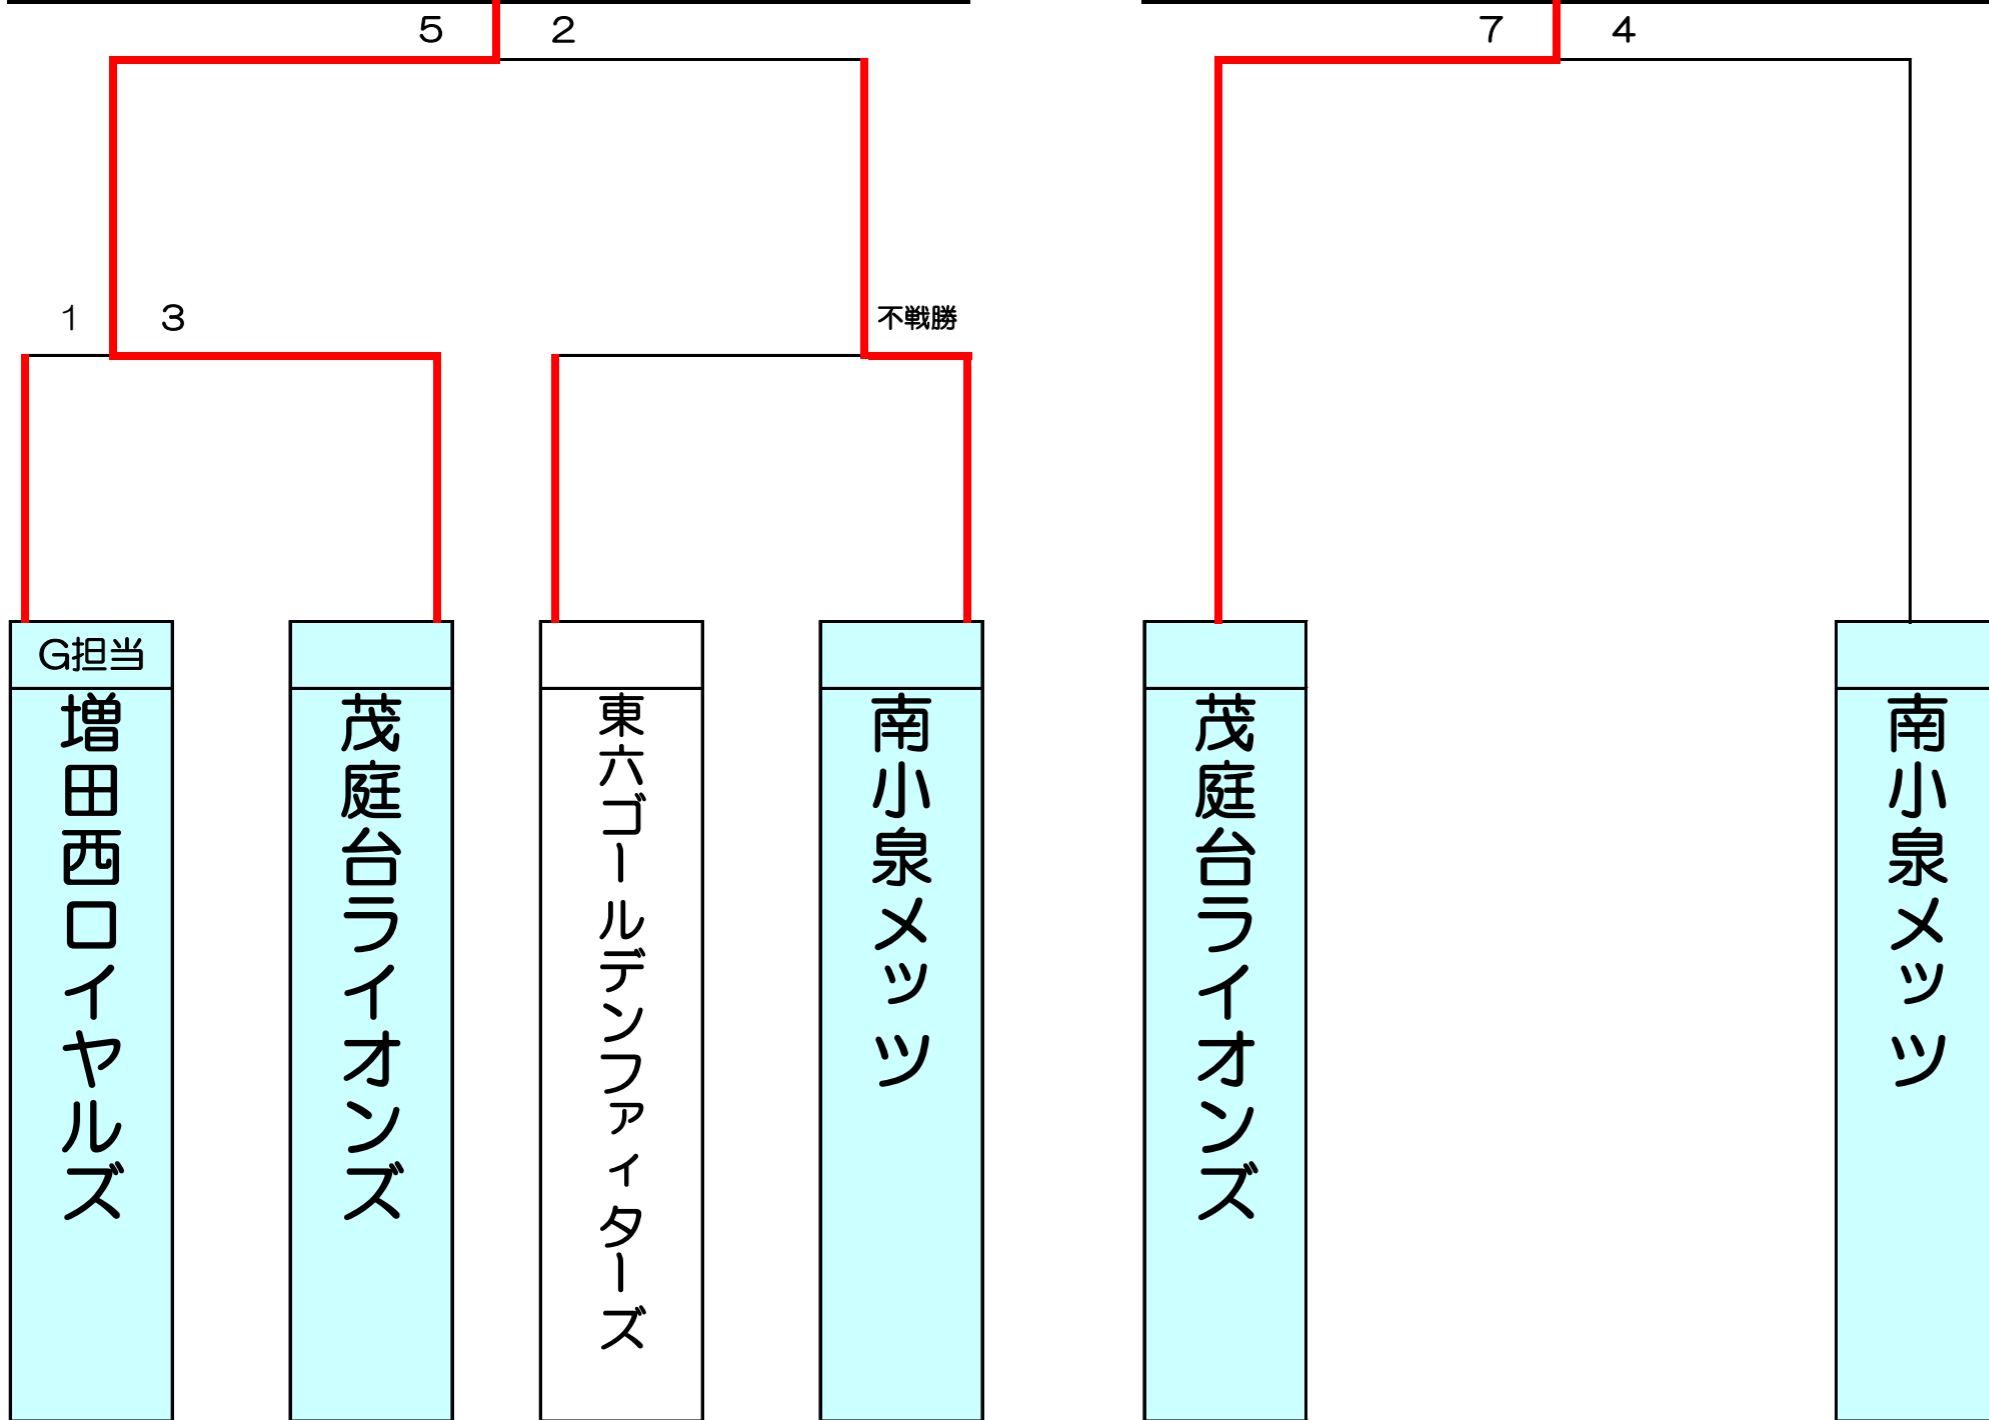 5 2
7 4
1 3
不戦勝
G担当
増田西ロイヤルズ
茂庭台ライオンズ
東六ゴールデンファイターズ
南小泉メッツ
茂庭台ライオンズ
南小泉メッツ